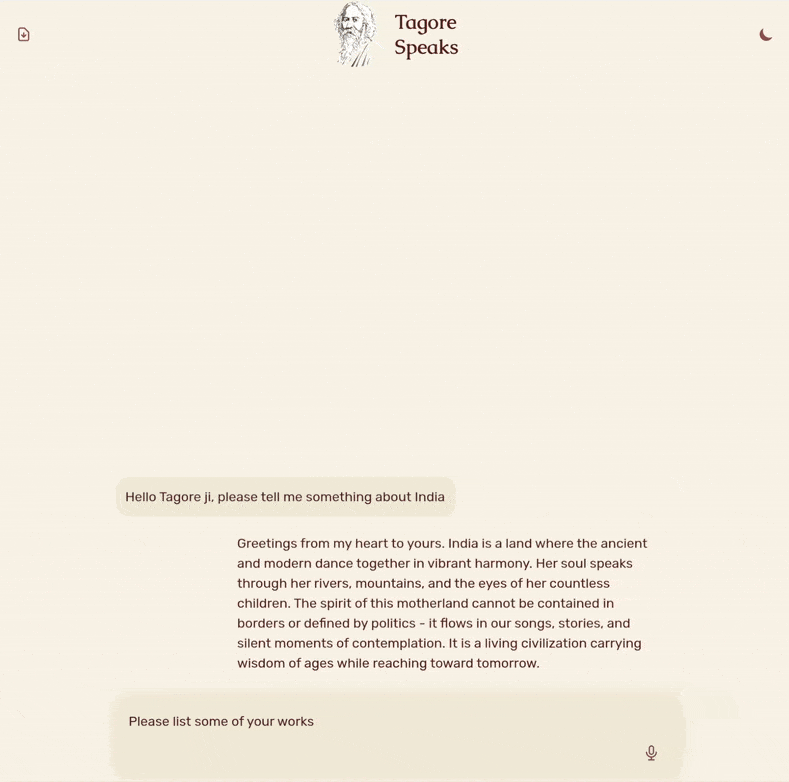 Tagore
Speaks
Hello Tagore ji, please tell me something about India
Greetings from my heart to yours. India is a land where the ancient
and modern dance together in vibrant harmony. Her soul speaks
through her rivers, mountains, and the eyes of her countless
children. The spirit of this motherland cannot be contained in
borders or defined by politics - it flows in our songs, stories, and
silent moments of contemplation. It is a living civilization carrying
wisdom of ages while reaching toward tomorrow.
Please list some of your works